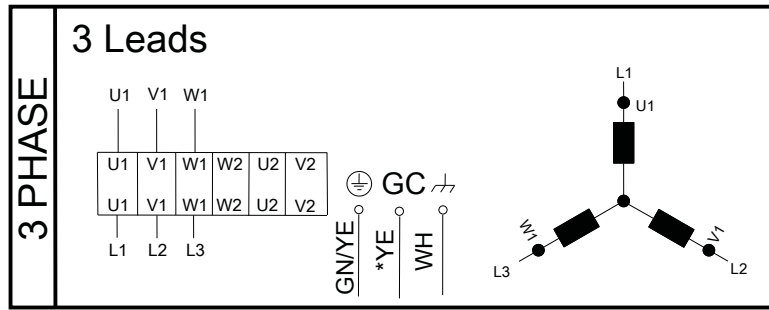 3 PHASE
3 Leads
U1 V1 W1
U1 V1 W1 W2 U2 V2
U1 V1 W1 W2 U2 V2
L1 L2 L3
GC
GN/YE
*YE
WH
L1
U1
W1
V1
L3
L2